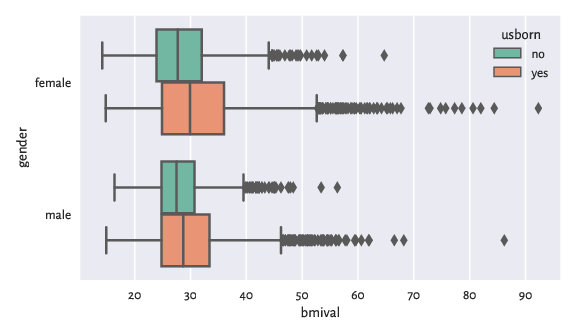 usborn
no
yes
female
male
gender
20 30 40 50 60 70 80 90
bmival